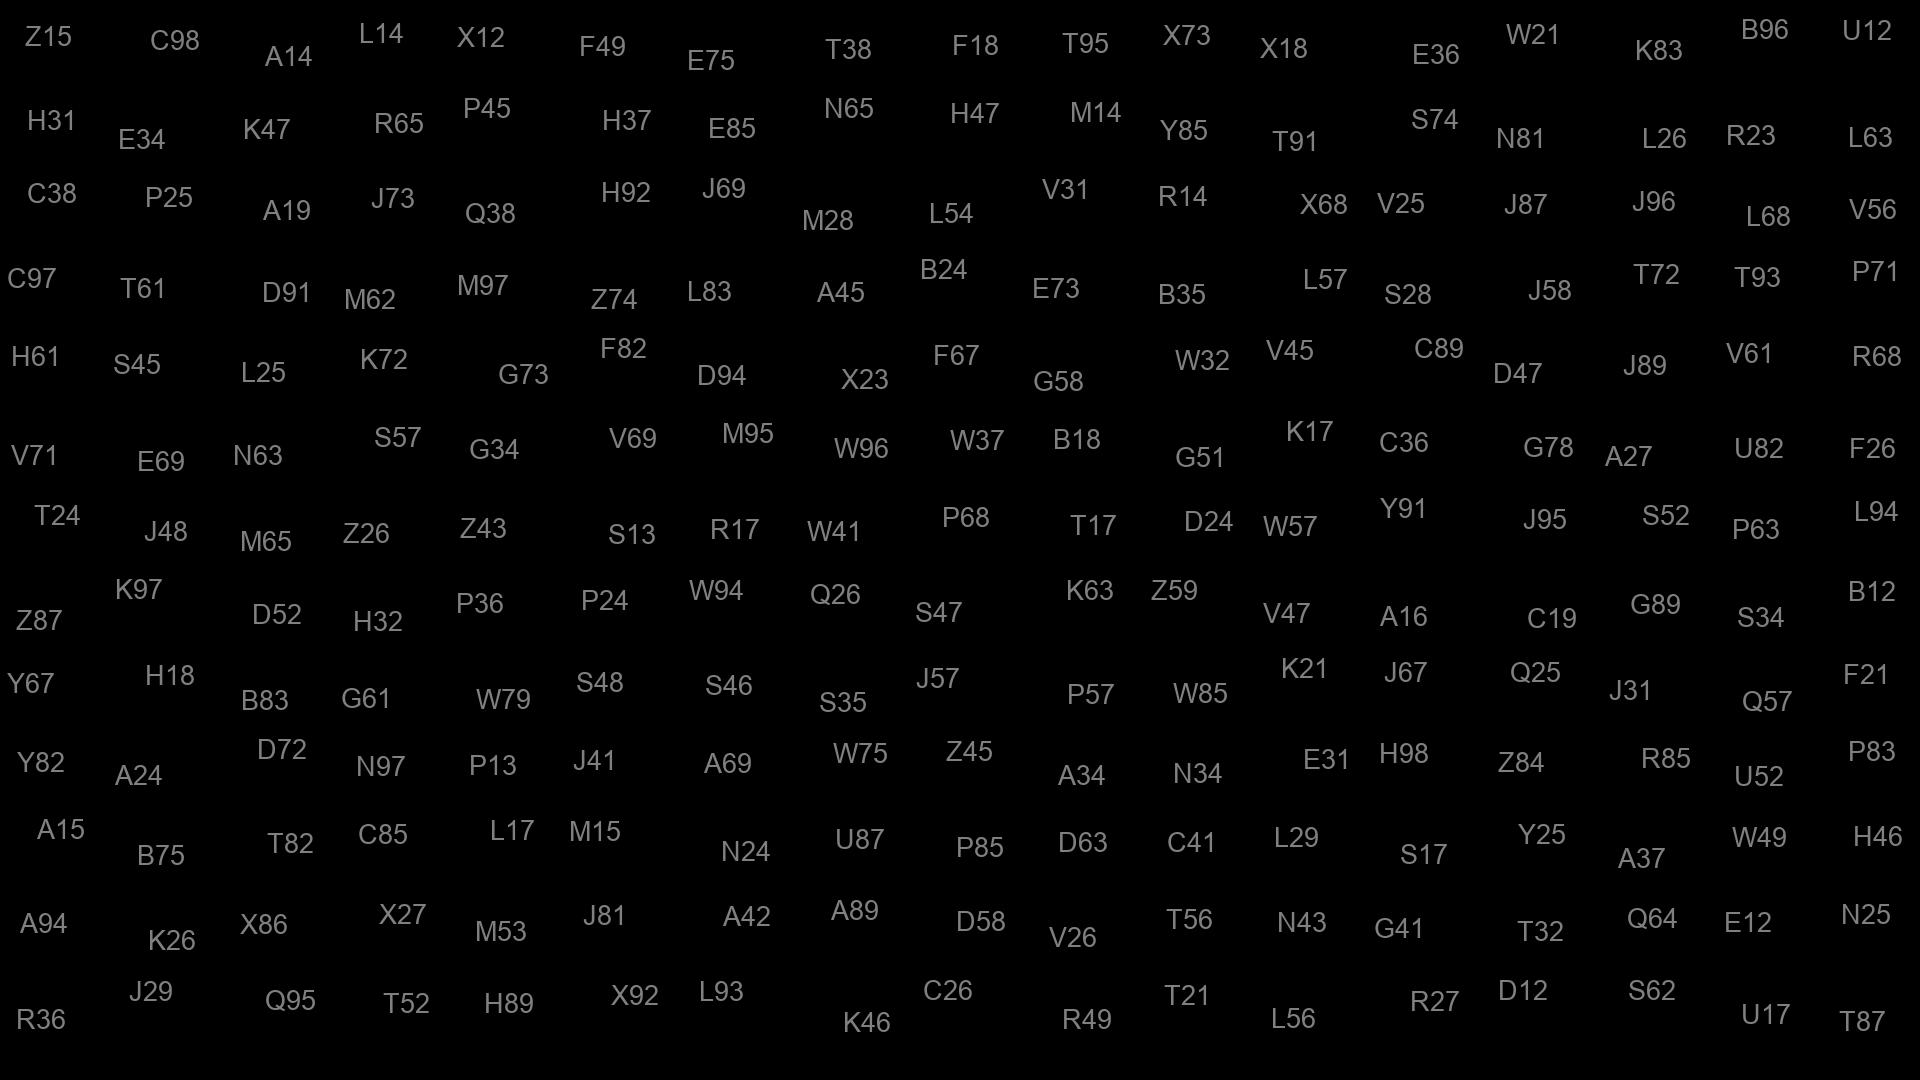 Z15 C98 A14 L14 X12 F49 E75 T38 F18 T95 X73 X18 E36 W21 K83 B96 U12
H31 E34 K47 R65 P45 H37 E85 N65 H47 M14 Y85 T91 S74 N81 L26 R23 L63
C38 P25 A19 J73 Q38 H92 J69 M28 L54 V31 R14 X68 V25 J87 J96 L68 V56
C97 T61 D91 M62 M97 Z74 L83 A45 B24 E73 B35 L57 S28 J58 T72 T93 P71
H61 S45 L25 K72 G73 F82 D94 X23 F67 G58 W32 V45 C89 D47 J89 V61 R68
V71 E69 N63 S57 G34 V69 M95 W96 W37 B18 G51 K17 C36 G78 A27 U82 F26
T24 J48 M65 Z26 Z43 S13 R17 W41 P68 T17 D24 W57 Y91 J95 S52 P63 L94
Z87 K97 D52 H32 P36 P24 W94 Q26 S47 K63 Z59 V47 A16 C19 G89 S34 B12
Y67 H18 B83 G61 W79 S48 S46 S35 J57 P57 W85 K21 J67 Q25 J31 Q57 F21
Y82 A24 D72 N97 P13 J41 A69 W75 Z45 A34 N34 E31 H98 Z84 R85 U52 P83
A15 B75 T82 C85 L17 M15 N24 U87 P85 D63 C41 L29 S17 Y25 A37 W49 H46
A94 K26 X86 X27 M53 J81 A42 A89 D58 V26 T56 N43 G41 T32 Q64 E12 N25
R36 J29 Q95 T52 H89 X92 L93 K46 C26 R49 T21 L56 R27 D12 S62 U17 T87